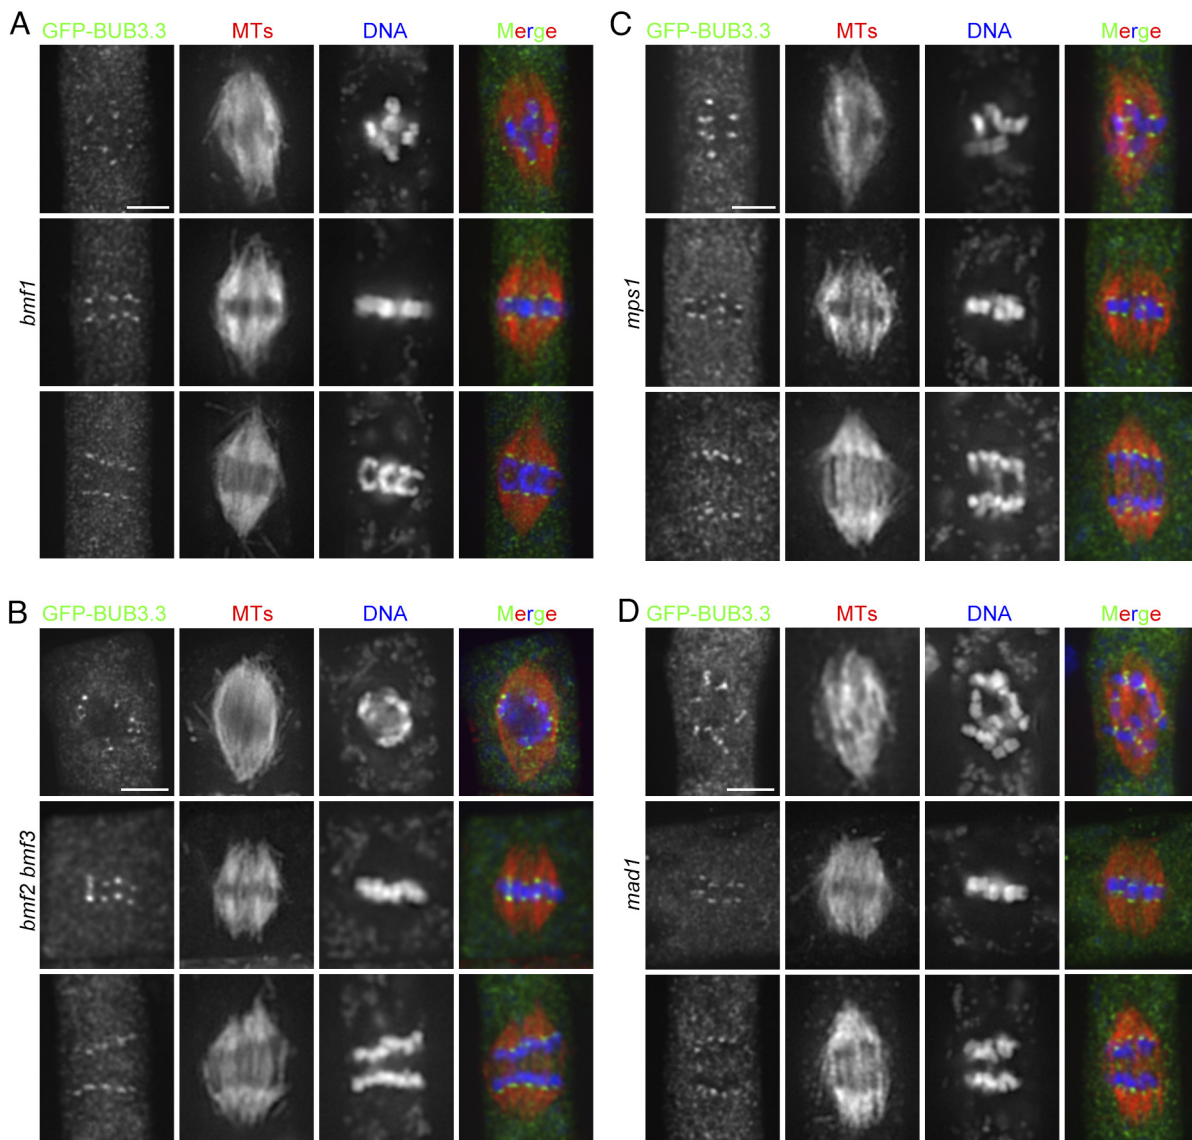 A
GFP-BUB3.3 MTs DNA Merge
bmf1
B
GFP-BUB3.3 MTs DNA Merge
bmf2 bmf3
C
GFP-BUB3.3 MTs DNA Merge
mps1
D
GFP-BUB3.3 MTs DNA Merge
mad1